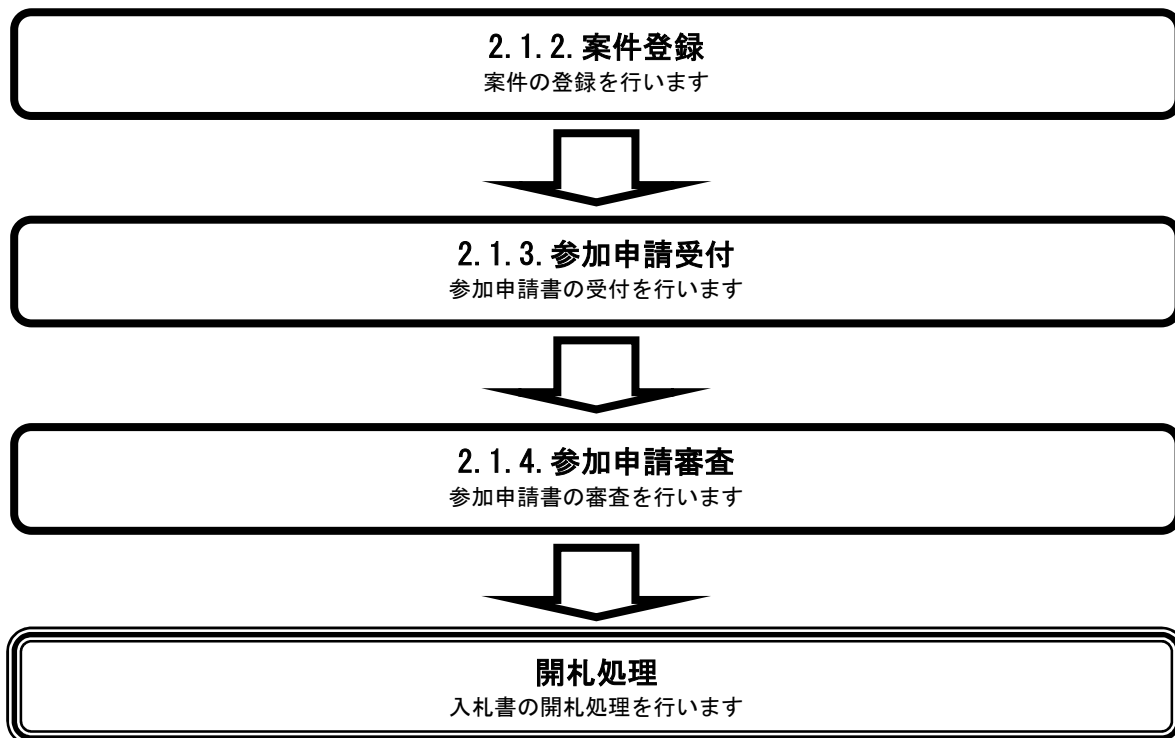 2.1.2.案件登録
案件の登録を行います
2.1.3.参加申請受付
参加申請書の受付を行います
2.1.4.参加申請審査
参加申請書の審査を行います
開札処理
入札書の開札処理を行います